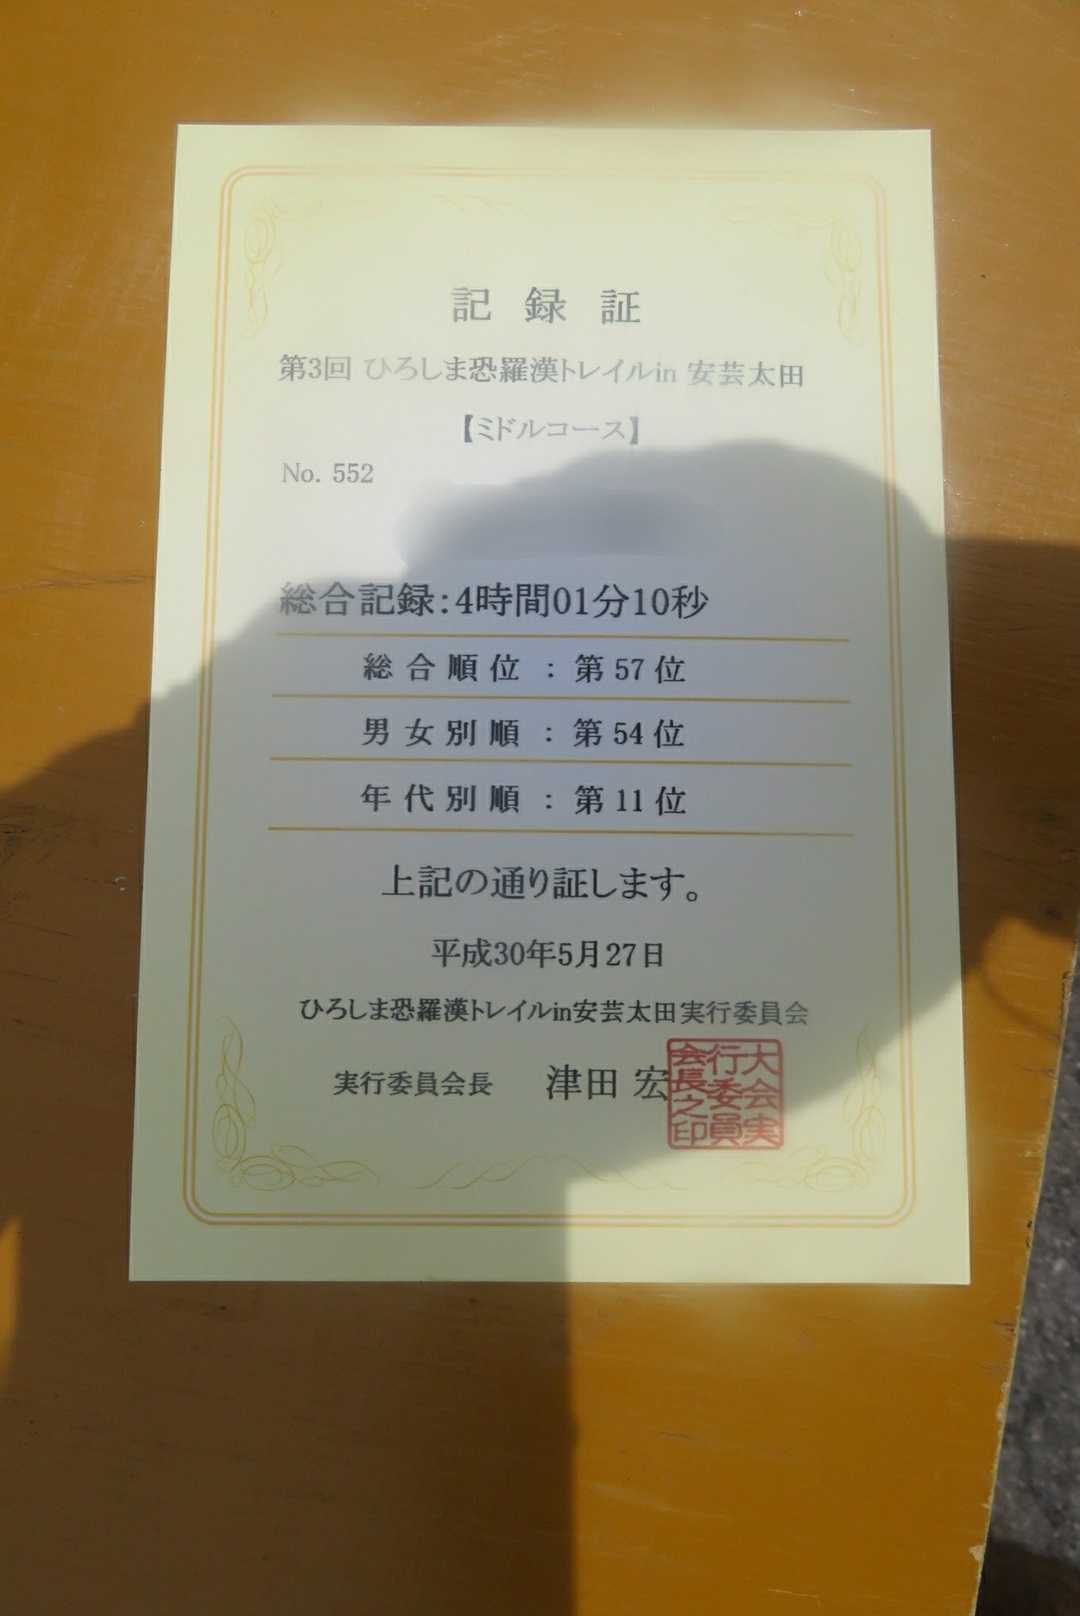 記録証
第3回 ひろしま恐羅漢トレイルin 安芸太田
【ミドルコース】
No. 552
総合記録:4時間01分10秒
総合順位 : 第57位
男女別順 : 第54位
年代別順 : 第11位
上記の通り証します。
平成30年5月27日
ひろしま恐羅漢トレイルin安芸太田実行委員会
実行委員会長 津田 宏
大会実行委員会長之印